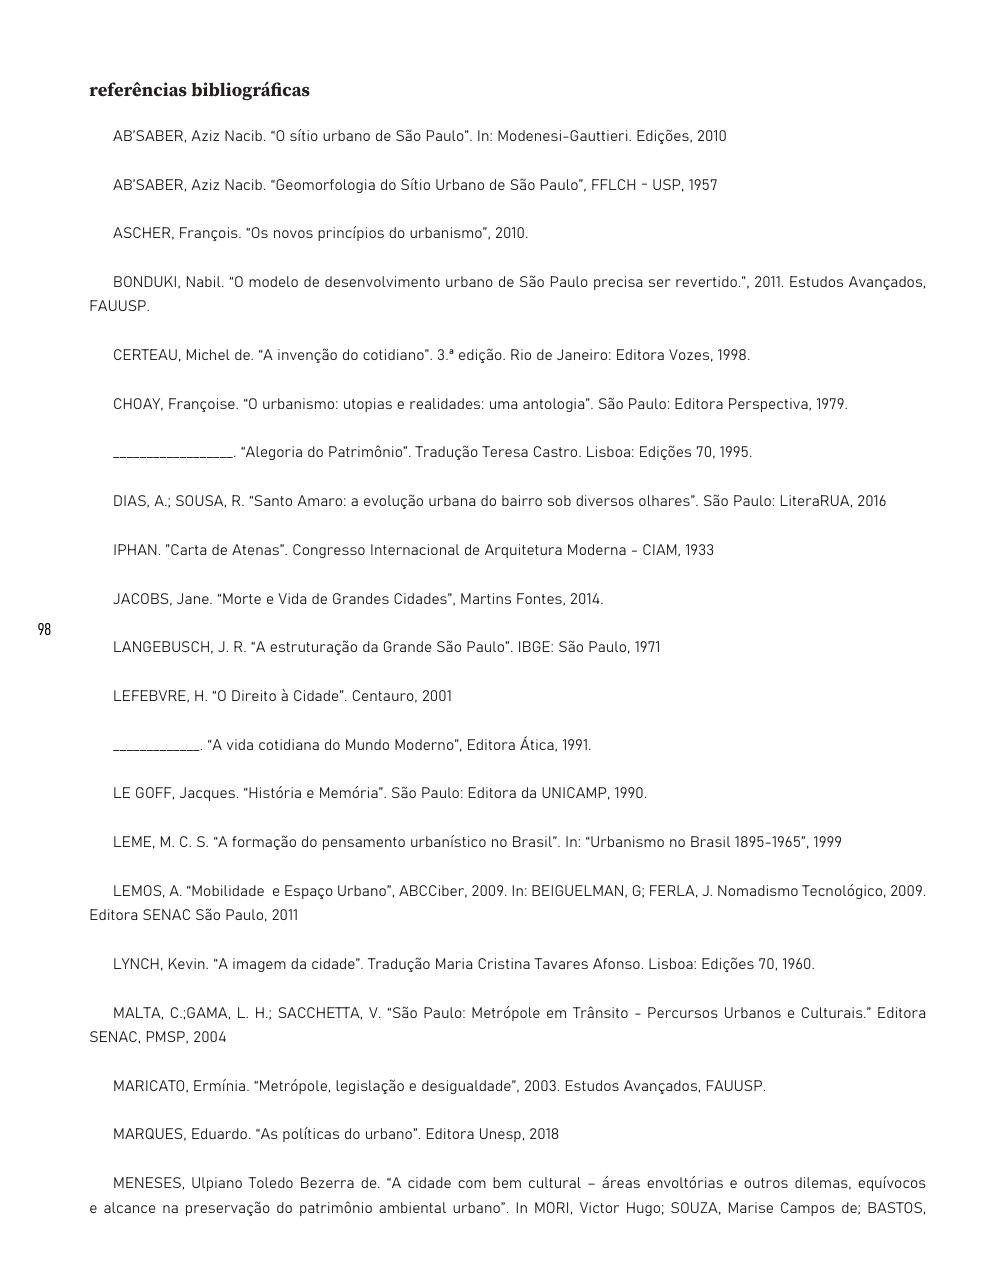 referências bibliográficas
AB'SABER, Aziz Nacib. “O sítio urbano de São Paulo”. In: Modenesi-Gauttieri. Edições, 2010
AB'SABER, Aziz Nacib. “Geomorfologia do Sítio Urbano de São Paulo”, FFLCH - USP, 1957
ASCHER, François. “Os novos princípios do urbanismo”, 2010.
BONDUKI, Nabil. “O modelo de desenvolvimento urbano de São Paulo precisa ser revertido.”, 2011. Estudos Avançados,
FAUUSP.
CERTEAU, Michel de. “A invenção do cotidiano”. 3.ª edição. Rio de Janeiro: Editora Vozes, 1998.
CHOAY, Françoise. “O urbanismo: utopias e realidades: uma antologia”. São Paulo: Editora Perspectiva, 1979.
__________________. “Alegoria do Patrimônio”. Tradução Teresa Castro. Lisboa: Edições 70, 1995.
DIAS, A.; SOUSA, R. “Santo Amaro: a evolução urbana do bairro sob diversos olhares”. São Paulo: LiteraRUA, 2016
IPHAN. "Carta de Atenas”. Congresso Internacional de Arquitetura Moderna - CIAM, 1933
JACOBS, Jane. “Morte e Vida de Grandes Cidades”, Martins Fontes, 2014.
98
LANGEBUSCH, J. R. “A estruturação da Grande São Paulo”. IBGE: São Paulo, 1971
LEFEBVRE, H. “O Direito à Cidade”. Centauro, 2001
_____________. “A vida cotidiana do Mundo Moderno”, Editora Ática, 1991.
LE GOFF, Jacques. “História e Memória”. São Paulo: Editora da UNICAMP, 1990.
LEME, M. C. S. “A formação do pensamento urbanístico no Brasil”. In: “Urbanismo no Brasil 1895-1965”, 1999
LEMOS, A. “Mobilidade  e Espaço Urbano”, ABCCiber, 2009. In: BEIGUELMAN, G; FERLA, J. Nomadismo Tecnológico, 2009.
Editora SENAC São Paulo, 2011
LYNCH, Kevin. “A imagem da cidade”. Tradução Maria Cristina Tavares Afonso. Lisboa: Edições 70, 1960.
MALTA, C.;GAMA, L. H.; SACCHETTA, V. “São Paulo: Metrópole em Trânsito - Percursos Urbanos e Culturais.” Editora
SENAC, PMSP, 2004
MARICATO, Ermínia. “Metrópole, legislação e desigualdade”, 2003. Estudos Avançados, FAUUSP.
MARQUES, Eduardo. “As políticas do urbano”. Editora Unesp, 2018
MENESES, Ulpiano Toledo Bezerra de. “A cidade com bem cultural – áreas envoltórias e outros dilemas, equívocos
e alcance na preservação do patrimônio ambiental urbano”. In MORI, Victor Hugo; SOUZA, Marise Campos de; BASTOS,